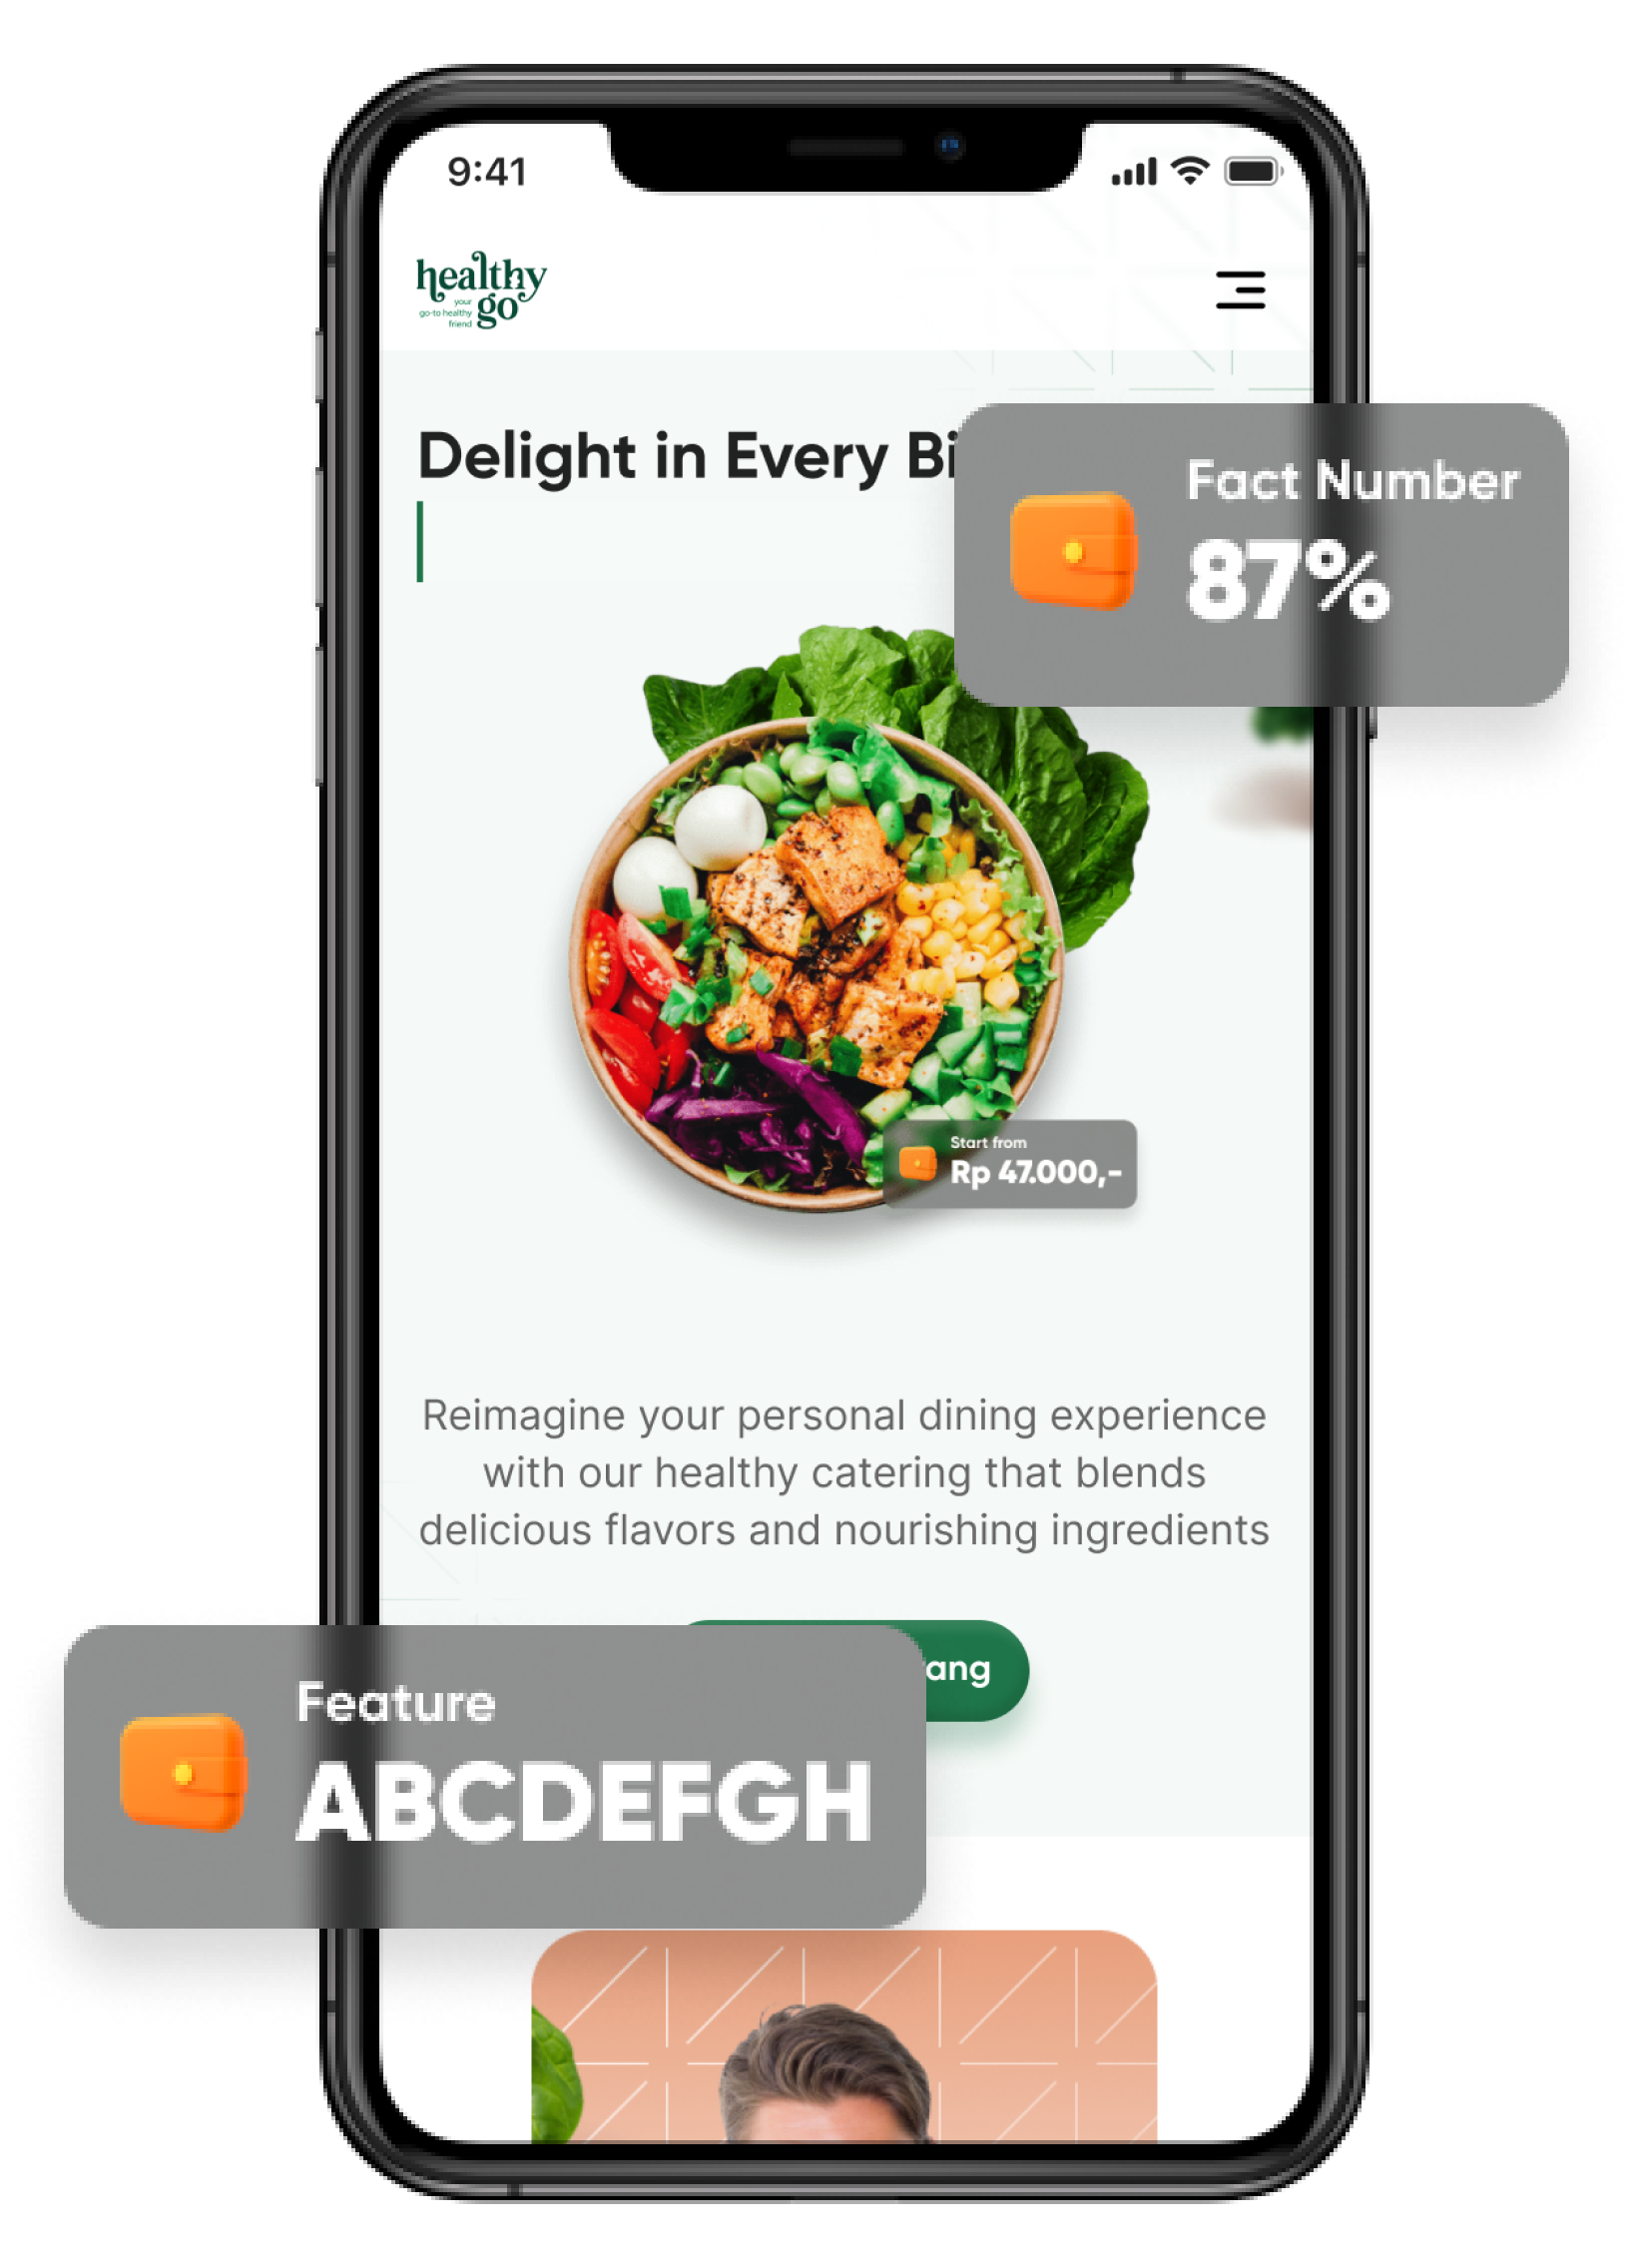 9:41
healthy
your
go-to healthy
friend
go
Delight in Every
Fact Number
87%
Start from
Rp 47.000,-
Reimagine your personal dining experience
with our healthy catering that blends
delicious flavors and nourishing ingredients
Feature
ABCDEFGH